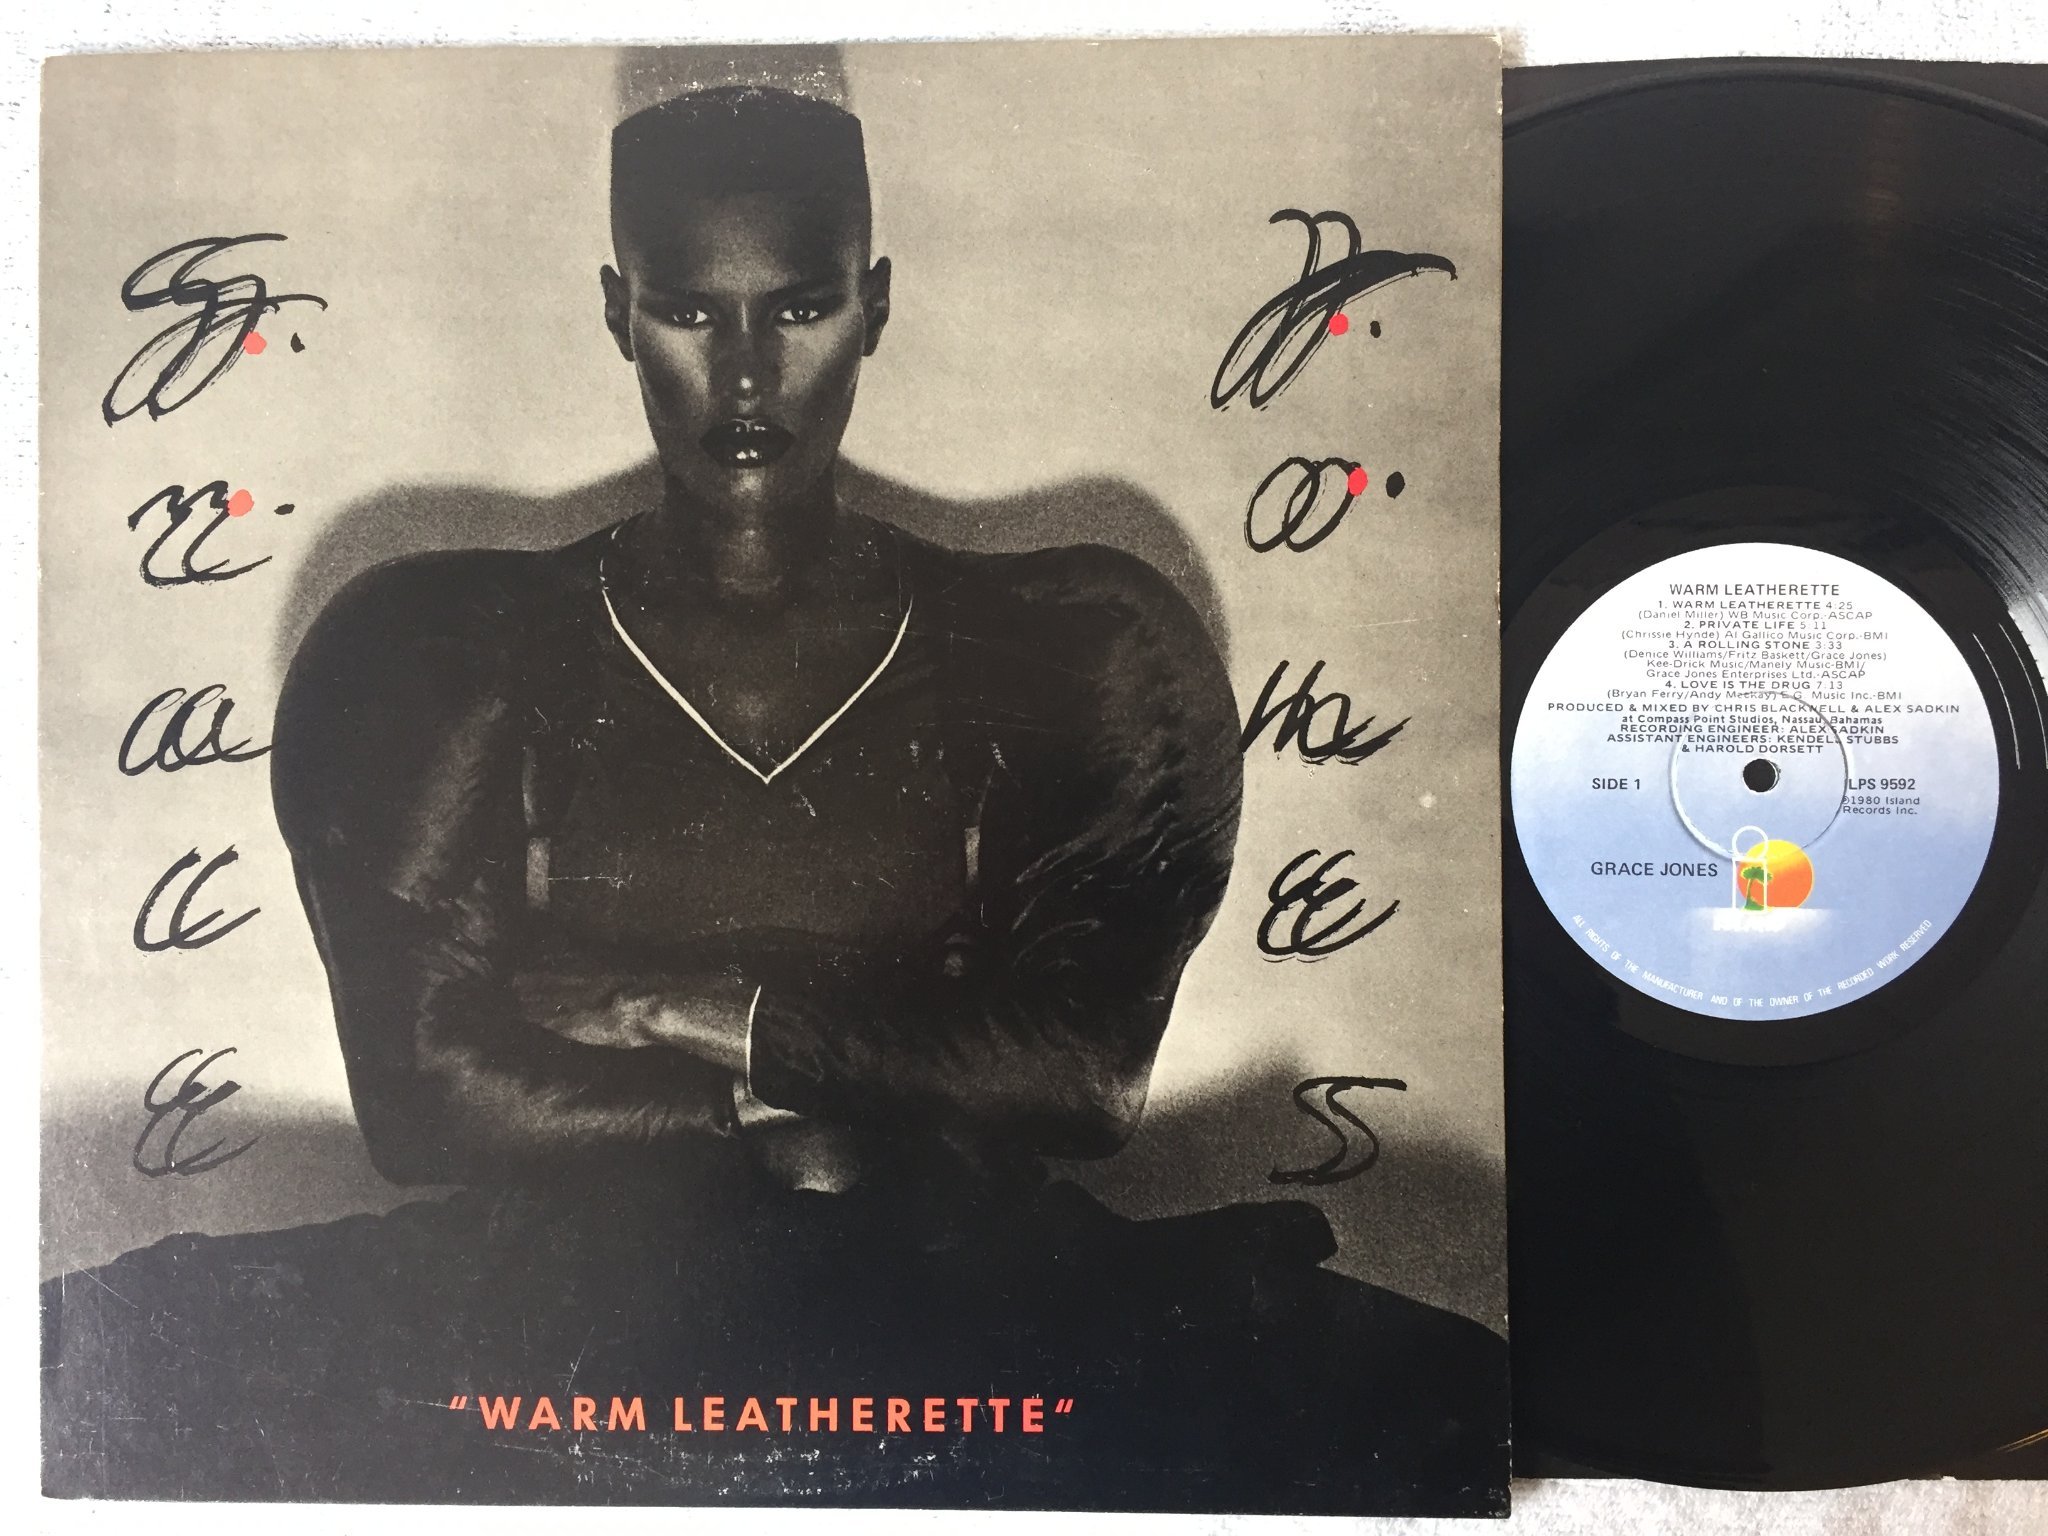 Grace
Jones
"WARM LEATHERETTE"
WARM LEATHERETTE
1. WARM LEATHERETTE 4:25
(Daniel Miller) WB Music Corp.-ASCAP
2. PRIVATE LIFE 5:11
(Chrissie Hynde) Al Gallico Music Corp.-BMI
3. A ROLLING STONE 3:33
(Denice Williams/Fritz Baskett/Grace Jones)
Kee-Drick Music/Manely Music-BMI/
Grace Jones Enterprises Ltd.-ASCAP
4. LOVE IS THE DRUG 7:13
(Bryan Ferry/Andy Mackay) E.G. Music Inc.-BMI
PRODUCED & MIXED BY CHRIS BLACKWELL & ALEX SADKIN
at Compass Point Studios, Nassau, Bahamas
RECORDING ENGINEER: ALEX SADKIN
ASSISTANT ENGINEERS: KENDELL STUBBS
& HAROLD DORSETT
SIDE 1
ILPS 9592
℗1980 Island
Records Inc.
GRACE JONES
ALL RIGHTS OF THE MANUFACTURER AND OF THE OWNER OF THE RECORDED WORK RESERVED